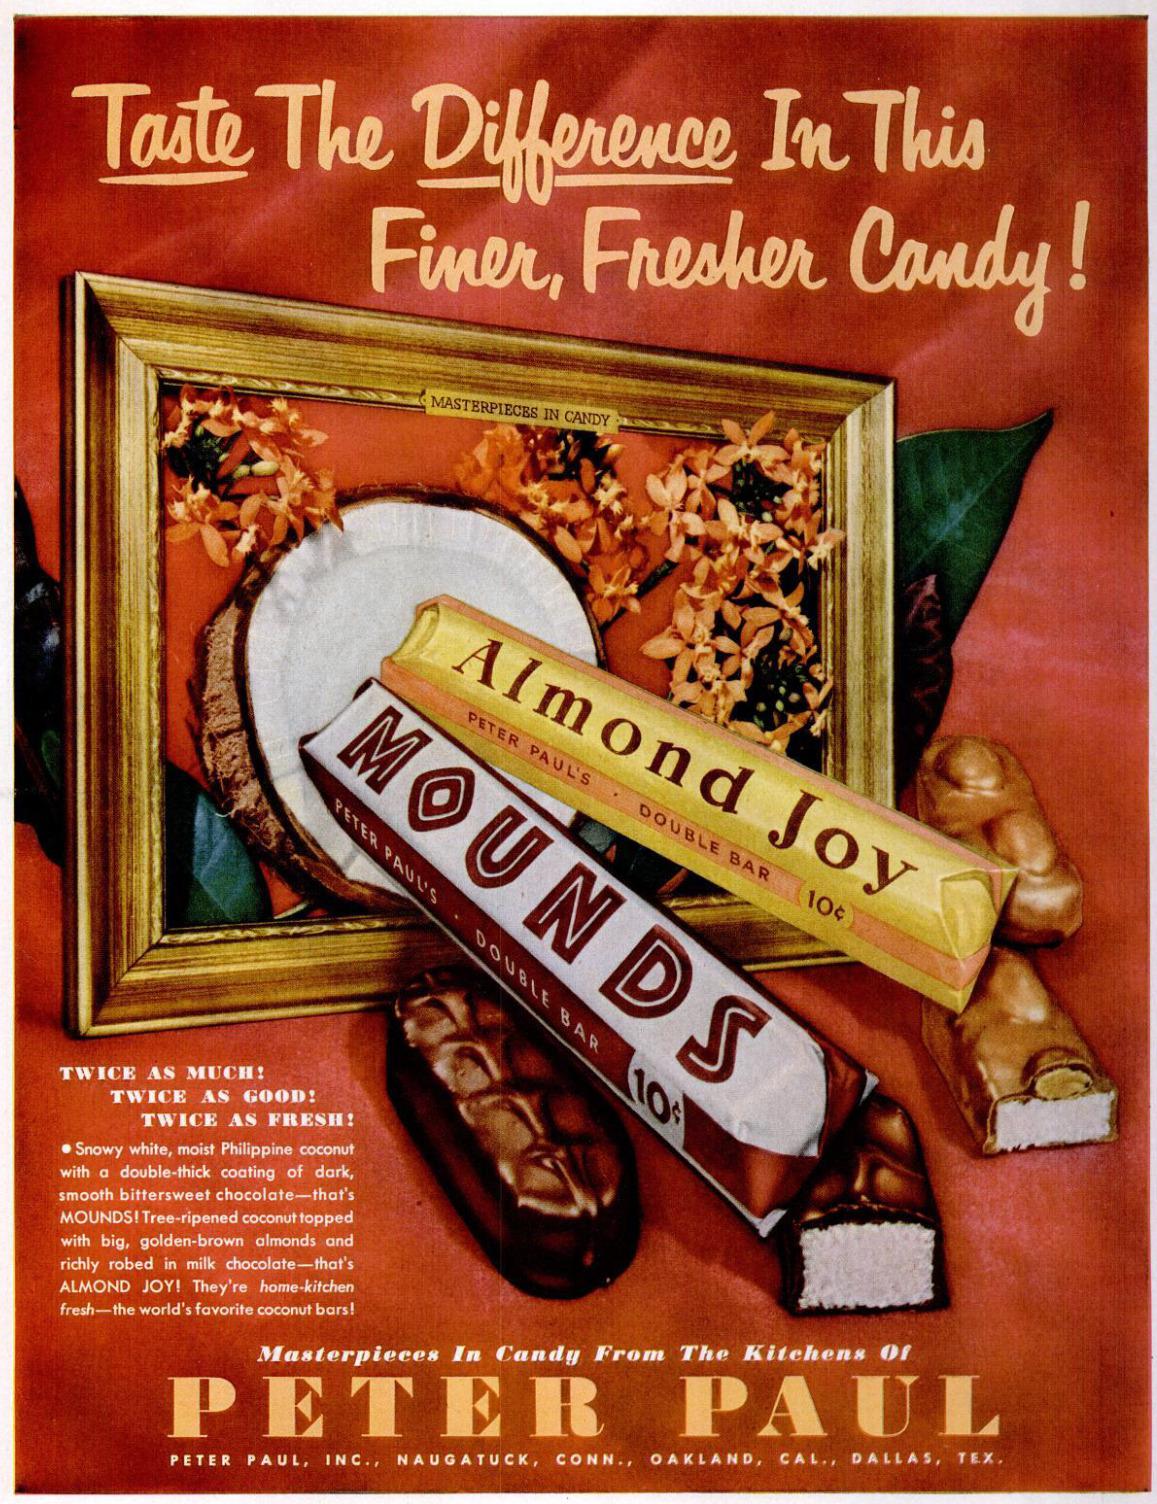 Taste The Difference In This
Finer, Fresher Candy!
MASTERPIECES IN CANDY
Almond Joy
PETER PAUL'S · DOUBLE BAR
10¢
MOUNDS
PETER PAUL'S · DOUBLE BAR
10¢
TWICE AS MUCH!
TWICE AS GOOD!
TWICE AS FRESH!
• Snowy white, moist Philippine coconut
with a double-thick coating of dark,
smooth bittersweet chocolate—that's
MOUNDS! Tree-ripened coconut topped
with big, golden-brown almonds and
richly robed in milk chocolate—that's
ALMOND JOY! They're home-kitchen
fresh—the world's favorite coconut bars!
Masterpieces In Candy From The Kitchens Of
PETER PAUL
PETER PAUL, INC., NAUGATUCK, CONN., OAKLAND, CAL., DALLAS, TEX.